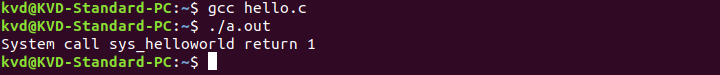 kvd@KVD-Standard-PC:~$ gcc hello.c
kvd@KVD-Standard-PC:~$ ./a.out
System call sys_helloworld return 1
kvd@KVD-Standard-PC:~$